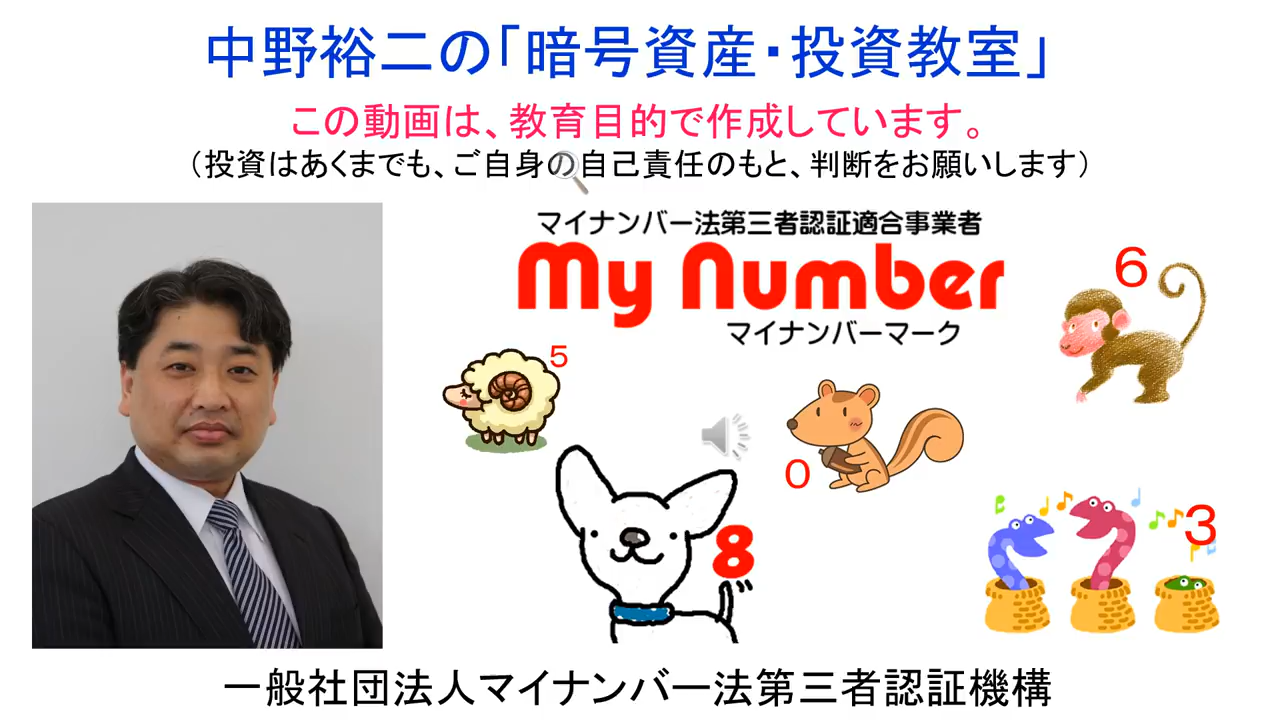 中野裕二の「暗号資産・投資教室」
この動画は、教育目的で作成しています。
（投資はあくまでも、ご自身の自己責任のもと、判断をお願いします）
マイナンバー法第三者認証適合事業者
My Number
マイナンバーマーク
6
5
0
3
8
一般社団法人マイナンバー法第三者認証機構